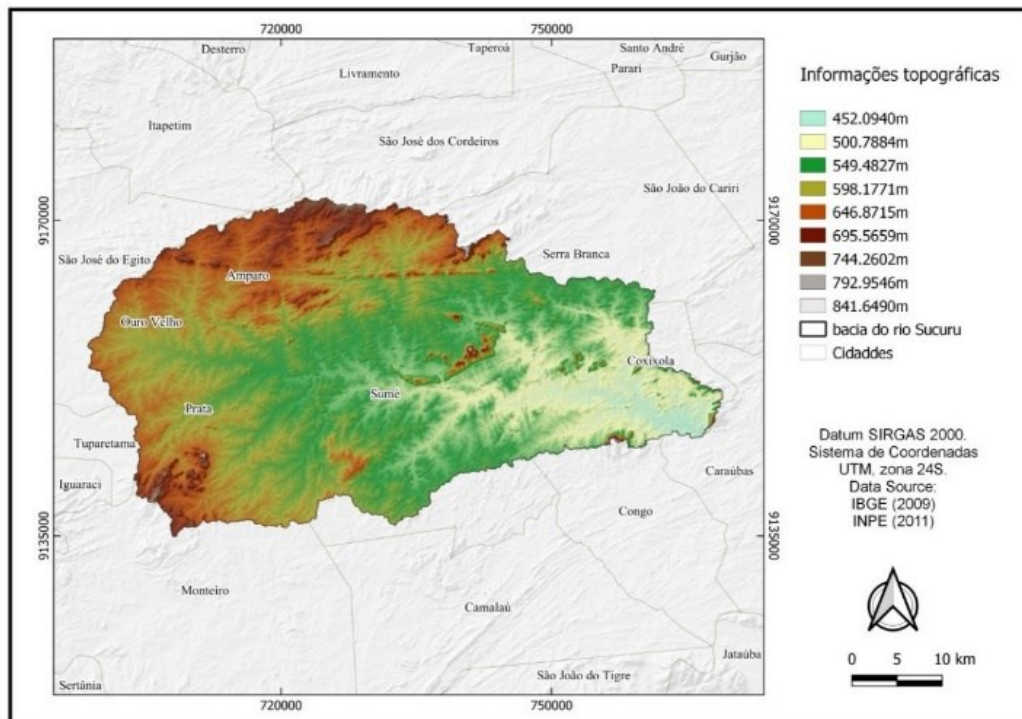 720000
750000
Desterro
Taperoá
Santo André
Gurjão
Livramento
Parari
Itapetim
São José dos Cordeiros
São João do Cariri
9170000
9170000
São José do Egito
Serra Branca
Amparo
Ouro Velho
Coxixola
Sumé
Prata
Tuparetama
Caraúbas
Iguaraci
Congo
9135000
9135000
Monteiro
Camalaú
Jataúba
São João do Tigre
Sertânia
720000
750000
Informações topográficas
452.0940m
500.7884m
549.4827m
598.1771m
646.8715m
695.5659m
744.2602m
792.9546m
841.6490m
bacia do rio Sucuru
Cidaddes
Datum SIRGAS 2000.
Sistema de Coordenadas
UTM, zona 24S.
Data Source:
IBGE (2009)
INPE (2011)
0 5 10 km